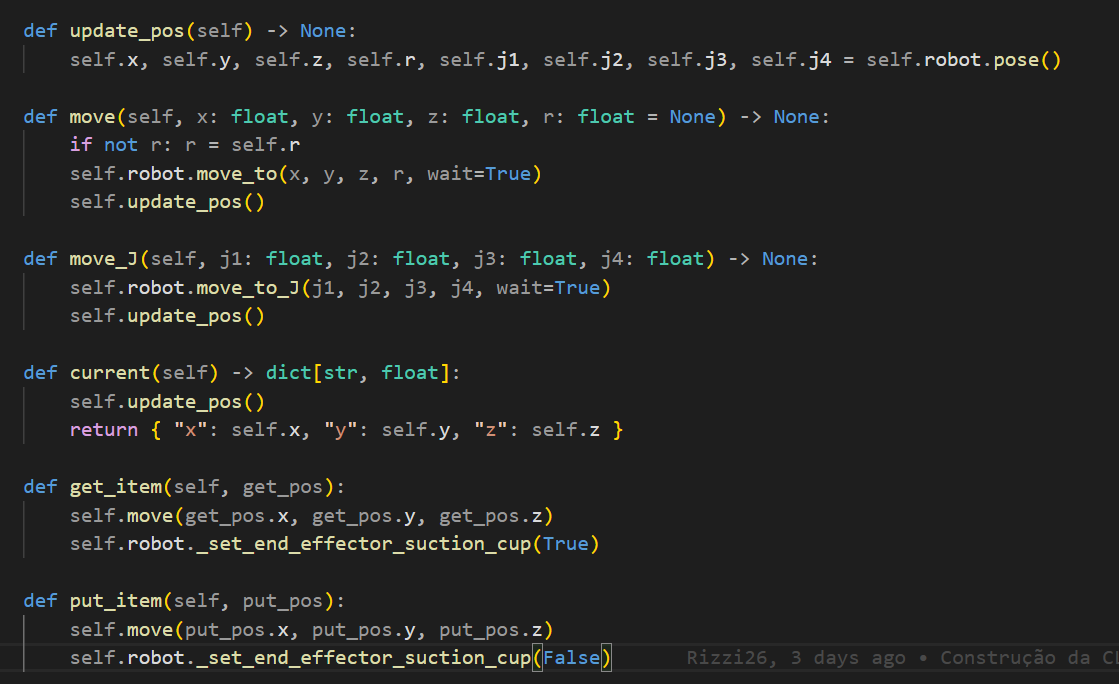 def update_pos(self) -> None:
self.x, self.y, self.z, self.r, self.j1, self.j2, self.j3, self.j4 = self.robot.pose()
def move(self, x: float, y: float, z: float, r: float = None) -> None:
if not r: r = self.r
self.robot.move_to(x, y, z, r, wait=True)
self.update_pos()
def move_J(self, j1: float, j2: float, j3: float, j4: float) -> None:
self.robot.move_to_J(j1, j2, j3, j4, wait=True)
self.update_pos()
def current(self) -> dict[str, float]:
self.update_pos()
return { "x": self.x, "y": self.y, "z": self.z }
def get_item(self, get_pos):
self.move(get_pos.x, get_pos.y, get_pos.z)
self.robot._set_end_effector_suction_cup(True)
def put_item(self, put_pos):
self.move(put_pos.x, put_pos.y, put_pos.z)
self.robot._set_end_effector_suction_cup(False) Rizzi26, 3 days ago • Construção da